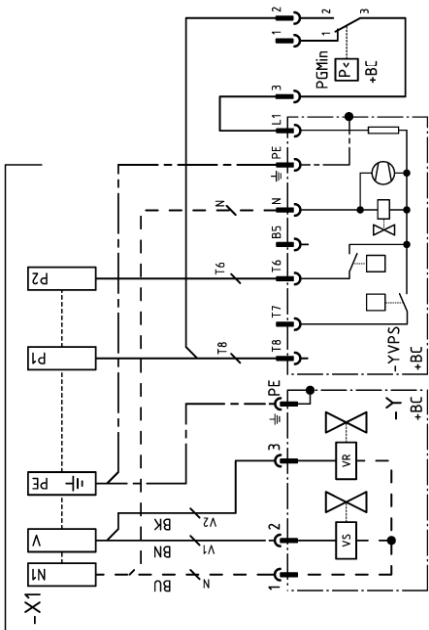 -X1
N1
V
PE
P1
P2
BU
N
BN
V1
BK
V2
T8
T6
N
1
2
3
PE
T8
T7
T6
B5
N
PE
L1
3
1
2
VS
VR
-Y
+BC
-YVPS
+BC
1
2
3
P<
PGMin
+BC